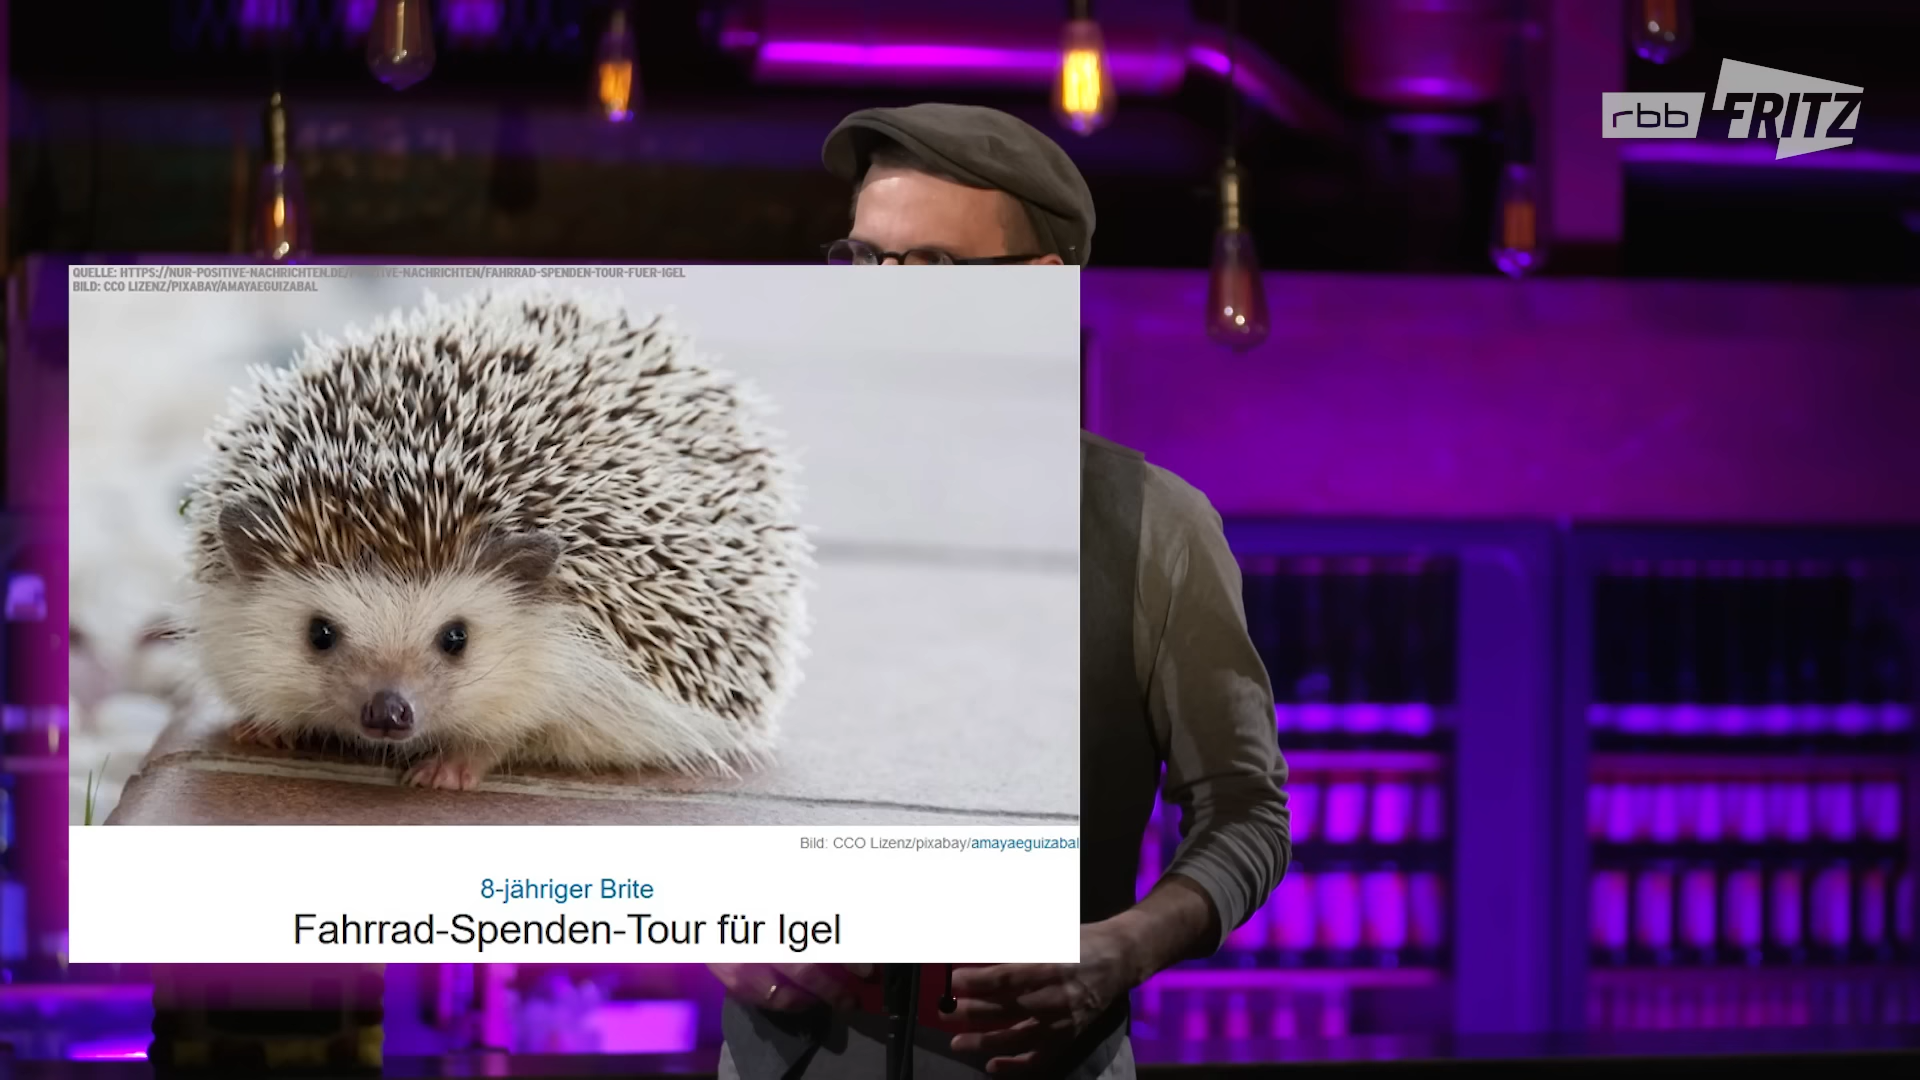 rbb FRITZ
QUELLE: HTTPS://NUR-POSITIVE-NACHRICHTEN.DE/POSITIVE-NACHRICHTEN/FAHRRAD-SPENDEN-TOUR-FUER-IGEL
BILD: CCO LIZENZ/PIXABAY/AMAYAEGUIZABAL
Bild: CCO Lizenz/pixabay/amayaeguizabal
8-jähriger Brite
Fahrrad-Spenden-Tour für Igel